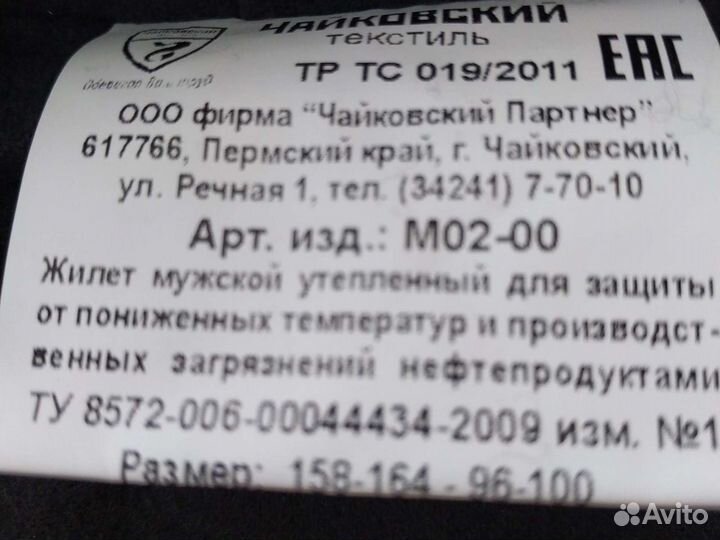 ЧАЙКОВСКИЙ
ТЕКСТИЛЬ
ТР ТС 019/2011 ЕАС
ООО фирма "Чайковский Партнер"
617766, Пермский край, г. Чайковский,
ул. Речная 1, тел. (34241) 7-70-10
Арт. изд.: М02-00
Жилет мужской утепленный для защиты
от пониженных температур и производст-
венных загрязнений нефтепродуктами
ТУ 8572-006-00044434-2009 изм. №1
Размер: 158-164 - 96-100
Avito